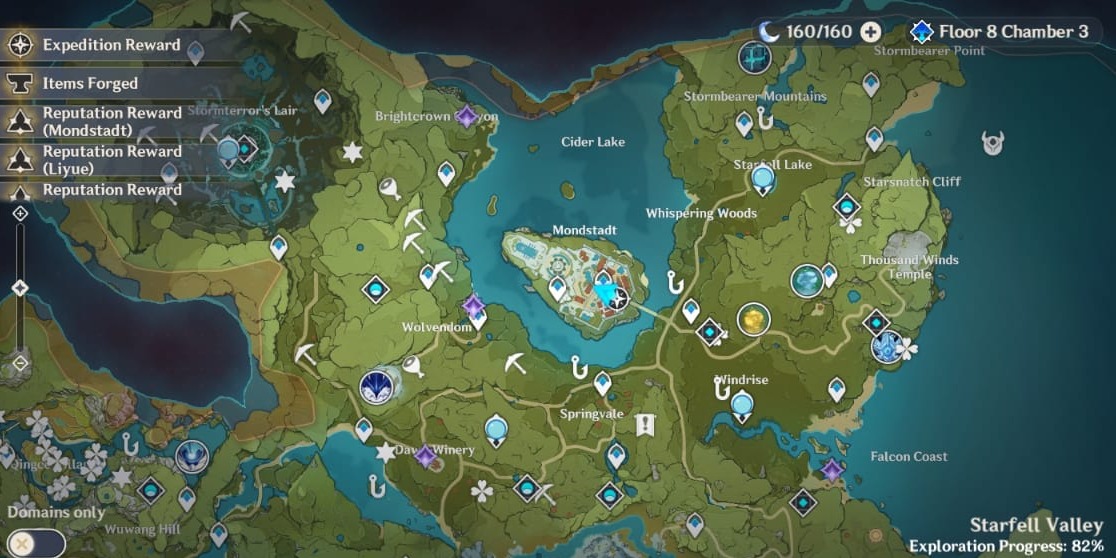 Expedition Reward
160/160
Floor 8 Chamber 3
Stormbearer Point
Items Forged
Stormterror's Lair
Stormbearer Mountains
Reputation Reward
(Mondstadt)
Brightcrown
yon
Cider Lake
Reputation Reward
(Liyue)
Starfell Lake
Starsnatch Cliff
Reputation Reward
Whispering Woods
Mondstadt
Thousand Winds
Temple
Wolvendom
Windrise
Springvale
Winery
Falcon Coast
Domains only
Wuwang Hill
Starfell Valley
Exploration Progress: 82%